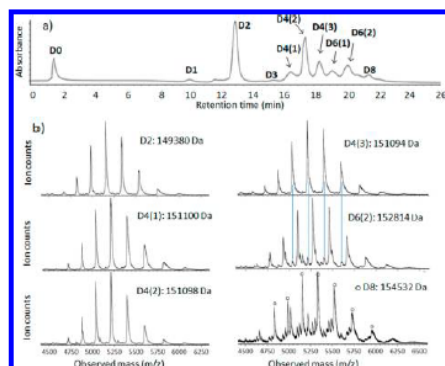 a)
Absorbance
D0
D1
D2
D3
D4(1)
D4(2)
D4(3)
D6(1)
D6(2)
D8
0 2 4 6 8 10 12 14 16 18 20 22 24 26
Retention time (min)
b)
Ion counts
D2: 149380 Da
D4(3): 151094 Da
Ion counts
D4(1): 151100 Da
D6(2): 152814 Da
Ion counts
D4(2): 151098 Da
D8: 154532 Da
4500 4750 5000 5250 5500 5750 6000 6250
4500 4750 5000 5250 5500 5750 6000 6250 6500
Observed mass (m/z)
Observed mass (m/z)